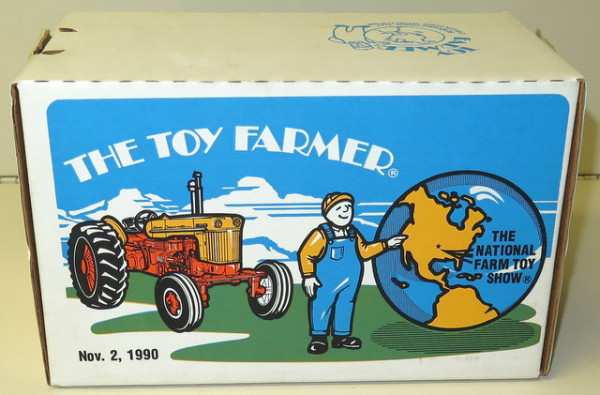 THE TOY FARMER®
THE
NATIONAL
FARM TOY
SHOW®
Nov. 2, 1990